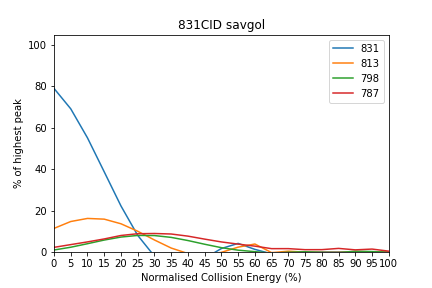 831CID savgol
831
813
798
787
% of highest peak
100
80
60
40
20
0
0 5 10 15 20 25 30 35 40 45 50 55 60 65 70 75 80 85 90 95 100
Normalised Collision Energy (%)